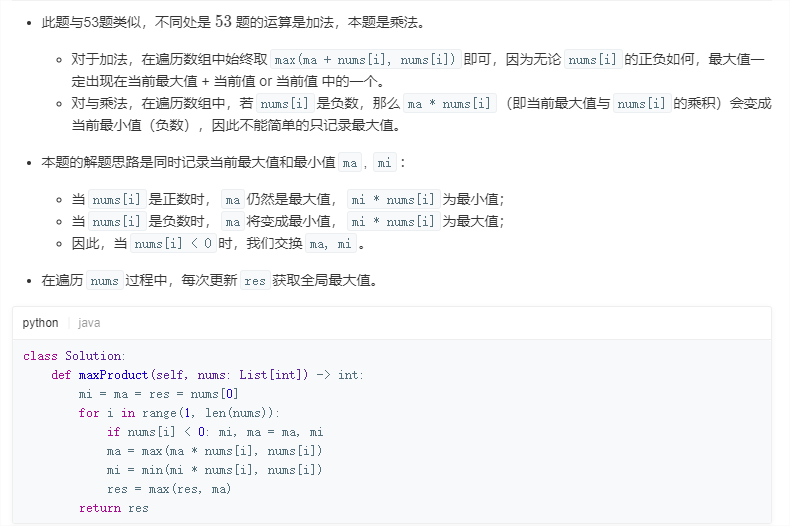 此题与53题类似，不同处是 53 题的运算是加法，本题是乘法。
对于加法，在遍历数组中始终取 max(ma + nums[i], nums[i]) 即可，因为无论 nums[i] 的正负如何，最大值一
定出现在当前最大值 + 当前值 or 当前值 中的一个。
对与乘法，在遍历数组中，若 nums[i] 是负数，那么 ma * nums[i] （即当前最大值与 nums[i] 的乘积）会变成
当前最小值（负数），因此不能简单的只记录最大值。
本题的解题思路是同时记录当前最大值和最小值 ma , mi ：
当 nums[i] 是正数时， ma 仍然是最大值， mi * nums[i] 为最小值；
当 nums[i] 是负数时， ma 将变成最小值， mi * nums[i] 为最大值；
因此，当 nums[i] < 0 时，我们交换 ma, mi 。
在遍历 nums 过程中，每次更新 res 获取全局最大值。
python java
class Solution:
    def maxProduct(self, nums: List[int]) -> int:
        mi = ma = res = nums[0]
        for i in range(1, len(nums)):
            if nums[i] < 0: mi, ma = ma, mi
            ma = max(ma * nums[i], nums[i])
            mi = min(mi * nums[i], nums[i])
            res = max(res, ma)
        return res